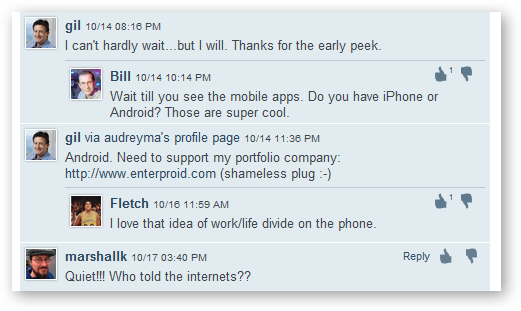 gil 10/14 08:16 PM
I can't hardly wait...but I will. Thanks for the early peek.
Bill 10/14 10:14 PM
1
Wait till you see the mobile apps. Do you have iPhone or
Android? Those are super cool.
gil via audreyma's profile page 10/14 11:36 PM
Android. Need to support my portfolio company:
http://www.enterproid.com (shameless plug :-)
Fletch 10/16 11:59 AM
1
I love that idea of work/life divide on the phone.
marshallk 10/17 03:40 PM
Reply
Quiet!!! Who told the internets??